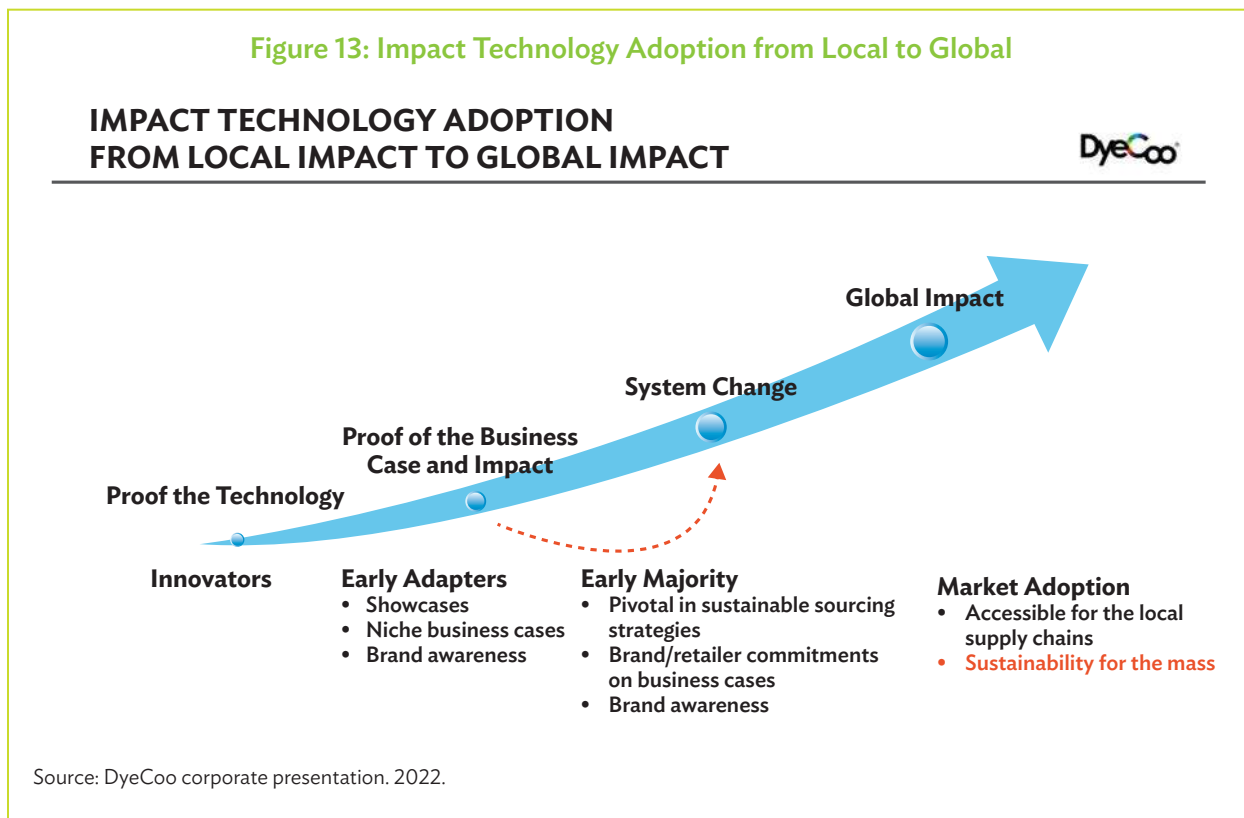 Figure 13: Impact Technology Adoption from Local to Global
IMPACT TECHNOLOGY ADOPTION
FROM LOCAL IMPACT TO GLOBAL IMPACT
DyeCoo
Global Impact
System Change
Proof of the Business
Case and Impact
Proof the Technology
Innovators
Early Adapters
• Showcases
• Niche business cases
• Brand awareness
Early Majority
• Pivotal in sustainable sourcing
strategies
• Brand/retailer commitments
on business cases
• Brand awareness
Market Adoption
• Accessible for the local
supply chains
• Sustainability for the mass
Source: DyeCoo corporate presentation. 2022.